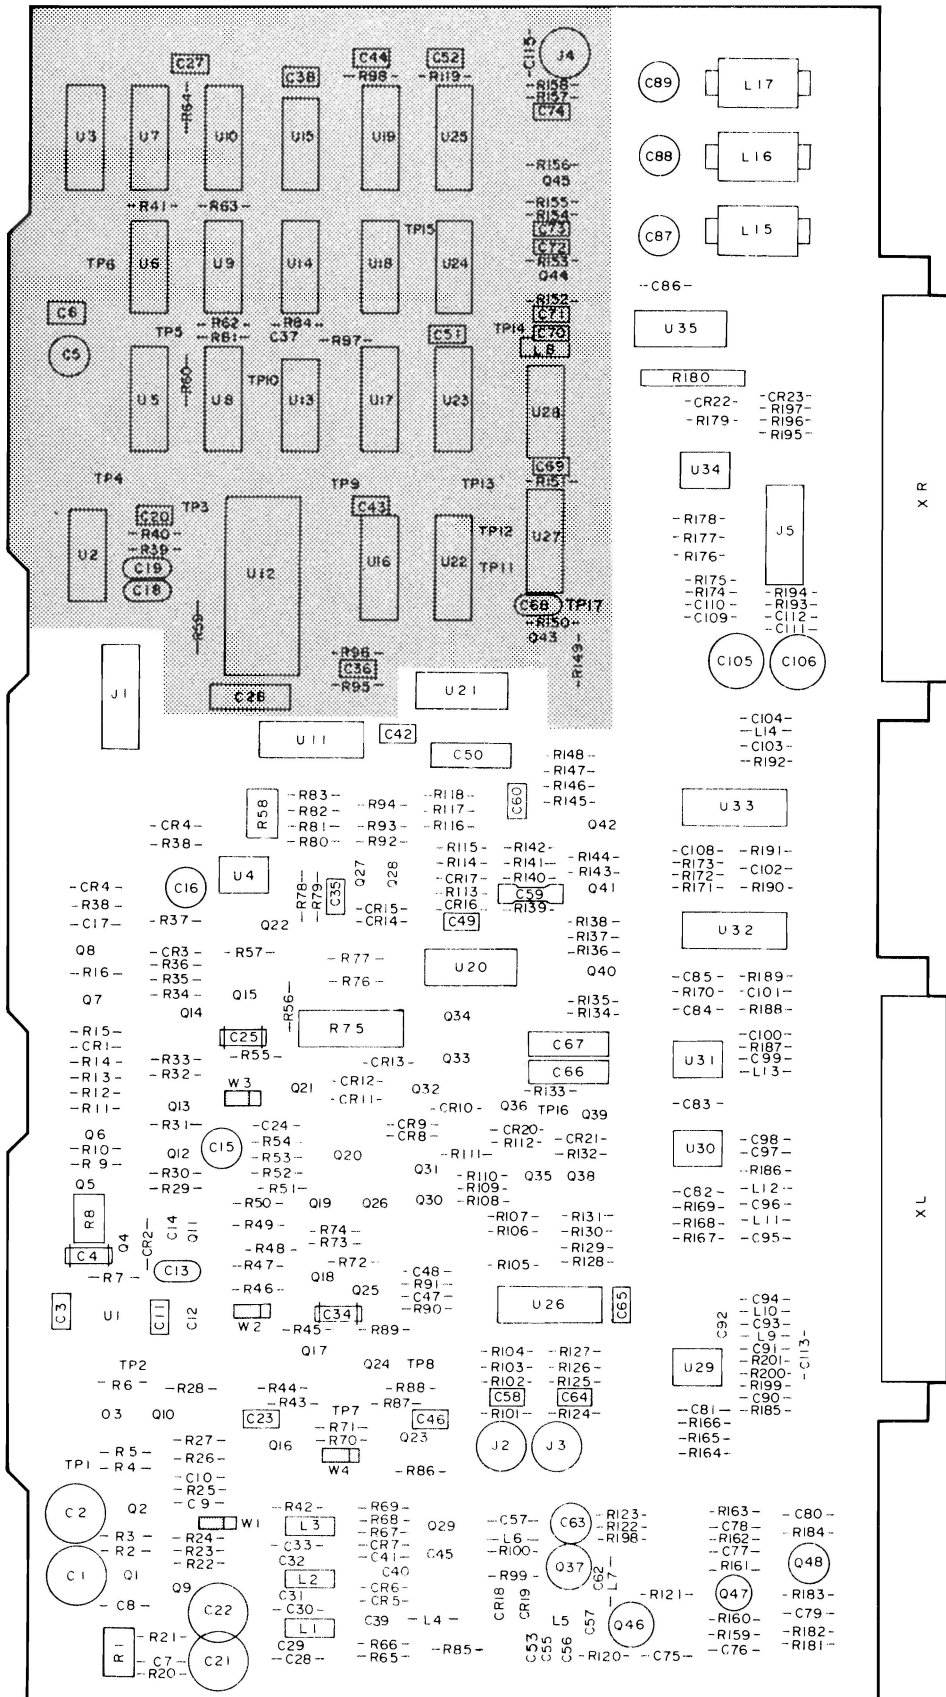 C27
C44
C52
C115
J4
C38
R98
R119
R158
R157
C74
C89
L17
R64
U3
U7
U10
U15
U19
U25
C88
L16
R156
Q45
R41
R63
R155
R154
C73
C72
R153
Q44
C87
L15
TP15
TP6
U6
U9
U14
U18
U24
C86
C6
R152
C71
C70
L8
TP14
U35
TP5
R62
R61
R84
C37
R97
C51
C5
R60
TP10
U5
U8
U13
U17
U23
U28
R180
CR22
R179
CR23
R197
R196
R195
C69
R151
U34
TP4
TP3
TP9
TP13
C20
R40
R39
C19
C18
U2
U12
C43
U16
U22
TP12
TP11
U27
R178
R177
R176
J5
XR
C68
TP17
R150
Q43
R149
R175
R174
C110
C109
R194
R193
C112
C111
R59
R96
C36
R95
C105
C106
J1
C28
U21
U11
C42
C50
C104
L14
C103
R192
R148
R147
R146
R145
R58
R83
R82
R81
R80
R94
R93
R92
R118
R117
R116
C60
Q42
U33
CR4
R38
U4
C16
R78
R79
C35
Q27
Q28
R115
R114
CR17
R113
CR16
C49
R142
R141
R140
C59
R139
R144
R143
Q41
C108
R173
R172
R171
R191
C102
R190
CR4
R38
C17
R37
Q22
CR15
CR14
R138
R137
R136
U32
Q8
R16
Q7
CR3
R36
R35
R34
Q14
R57
Q15
R56
R77
R76
U20
Q40
R135
R134
C85
R170
C84
R189
C101
R188
R15
CR1
R14
R13
R12
R11
R33
R32
C25
R55
R75
Q34
C67
C66
U31
C100
R187
C99
L13
W3
Q21
CR13
CR12
CR11
Q33
Q32
R133
TP16
Q36
Q39
C83
Q13
CR10
Q6
R10
R9
R31
Q12
R30
R29
C15
C24
R54
R53
R52
R51
Q20
CR9
CR8
R111
Q31
CR20
R112
CR21
R132
U30
C98
C97
R186
Q5
R8
R50
Q19
Q26
Q30
R110
R109
R108
Q35
Q38
C82
R169
R168
R167
L12
C96
L11
C95
XL
Q4
CR2
C14
Q11
R49
R48
R47
R46
R74
R73
R72
R107
R106
R105
R131
R130
R129
R128
C4
R7
C13
Q18
Q25
C48
R91
C47
R90
C3
U1
C11
C12
W2
C34
R45
R89
Q17
U26
C65
C92
C94
L10
C93
L9
C91
R201
R200
R199
C90
R185
C113
TP2
R6
R28
Q24
TP8
R104
R103
R102
C58
R101
R127
R126
R125
C64
R124
U29
O3
Q10
R44
R43
C23
TP7
R71
R70
R88
R87
C46
Q23
C81
R166
R165
R164
R5
R4
TP1
R27
R26
C10
R25
C9
Q16
W4
R86
J2
J3
C2
Q2
R3
R2
C1
Q1
C8
W1
R24
R23
R22
Q9
R42
L3
C33
C32
L2
C31
C30
L1
R69
R68
R67
CR7
C41
C40
CR6
CR5
C39
Q29
C45
L4
C57
L6
R100
R99
C63
Q37
R123
R122
R198
C62
L7
R163
C78
R162
C77
R161
C80
R184
Q48
R1
R21
C7
R20
C22
C21
C29
C28
R66
R65
R85
CR18
CR19
L5
C57
C53
C55
C56
R120
Q46
R121
C75
Q47
R160
R159
C76
R183
C79
R182
R181